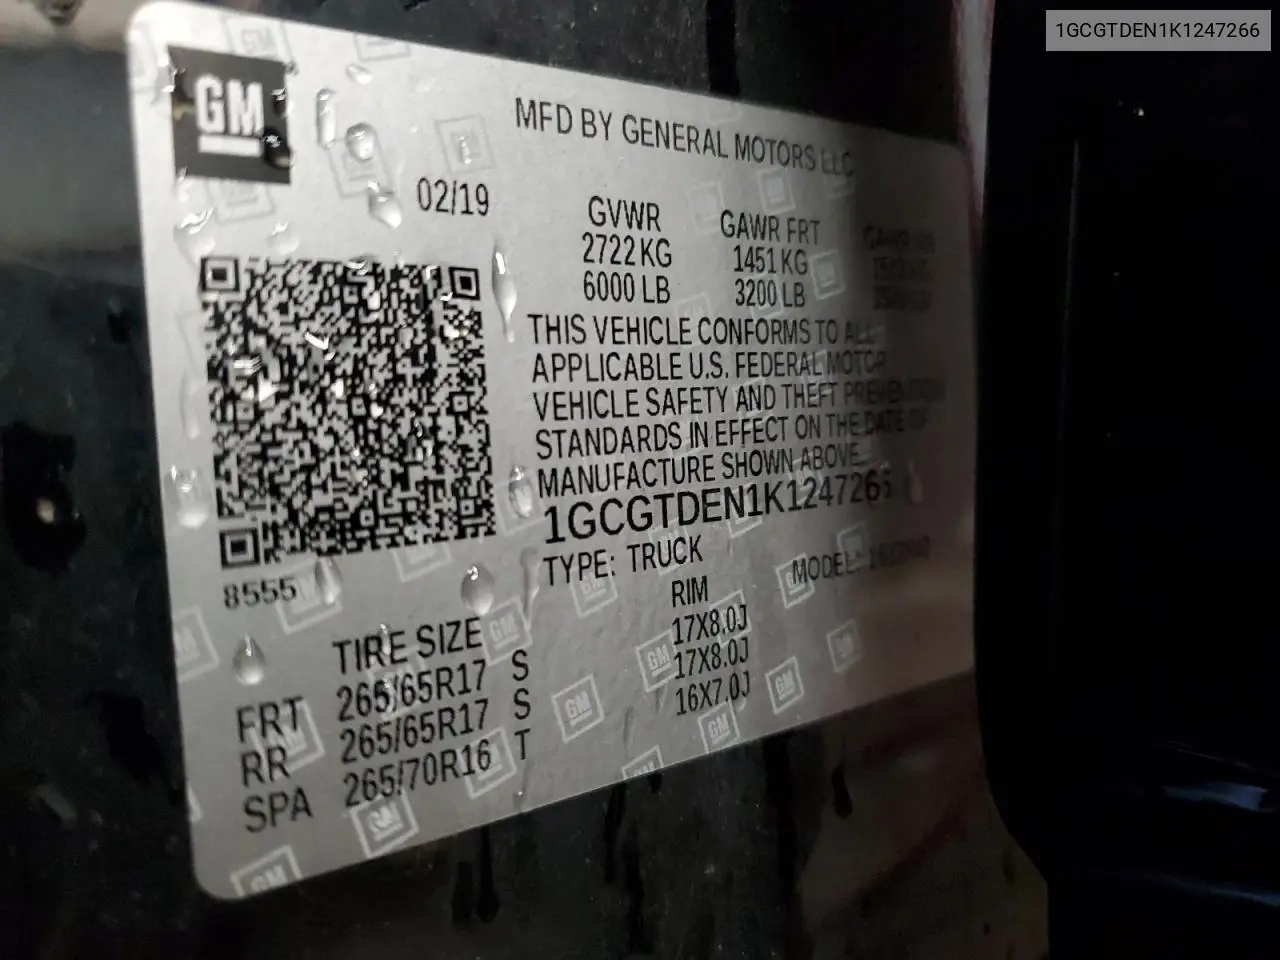 1GCGTDEN1K1247266
GM
MFD BY GENERAL MOTORS LLC
02/19
GVWR GAWR FRT
2722 KG 1451 KG
6000 LB 3200 LB
THIS VEHICLE CONFORMS TO ALL
APPLICABLE U.S. FEDERAL MOTOR
VEHICLE SAFETY AND THEFT PREVENTION
STANDARDS IN EFFECT ON THE DATE OF
MANUFACTURE SHOWN ABOVE
1GCGTDEN1K1247266
TYPE: TRUCK MODEL:
8555
TIRE SIZE RIM
FRT 265/65R17 S 17X8.0J
RR 265/65R17 S 17X8.0J
SPA 265/70R16 T 16X7.0J